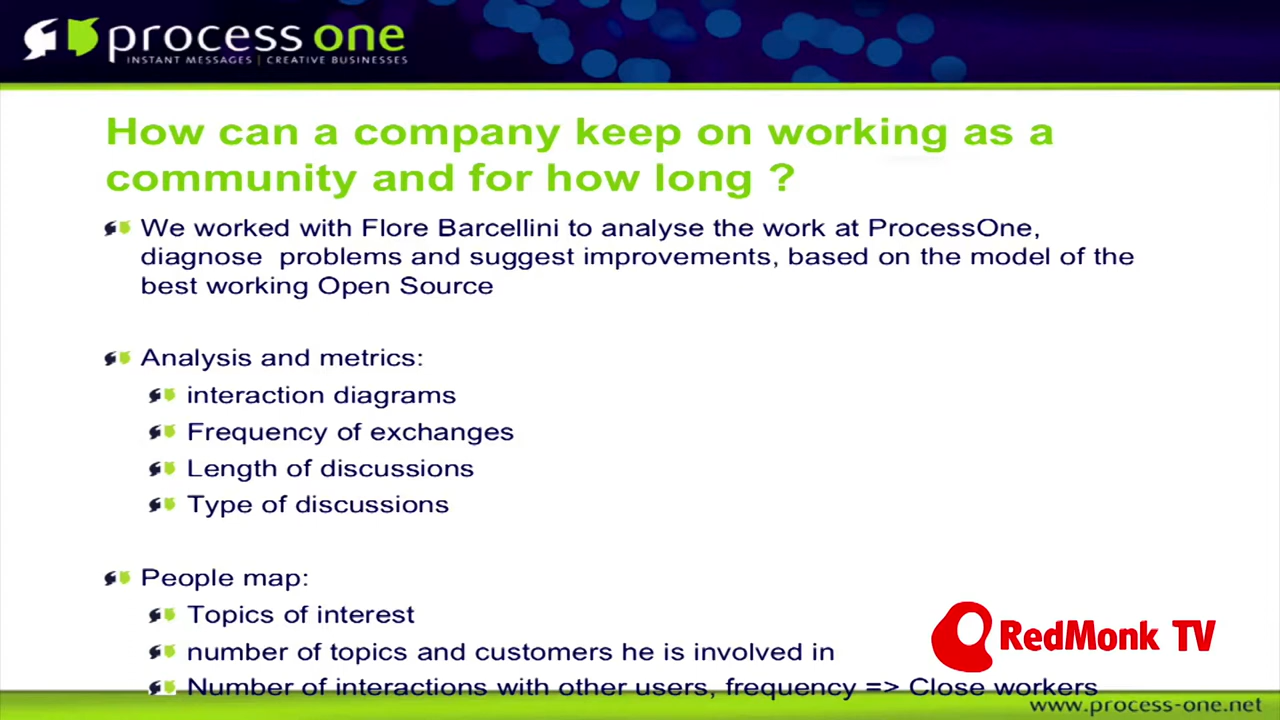 process one
INSTANT MESSAGES | CREATIVE BUSINESSES
How can a company keep on working as a
community and for how long ?
We worked with Flore Barcellini to analyse the work at ProcessOne,
diagnose  problems and suggest improvements, based on the model of the
best working Open Source
Analysis and metrics:
interaction diagrams
Frequency of exchanges
Length of discussions
Type of discussions
People map:
Topics of interest
number of topics and customers he is involved in
Number of interactions with other users, frequency => Close workers
RedMonk TV
www.process-one.net